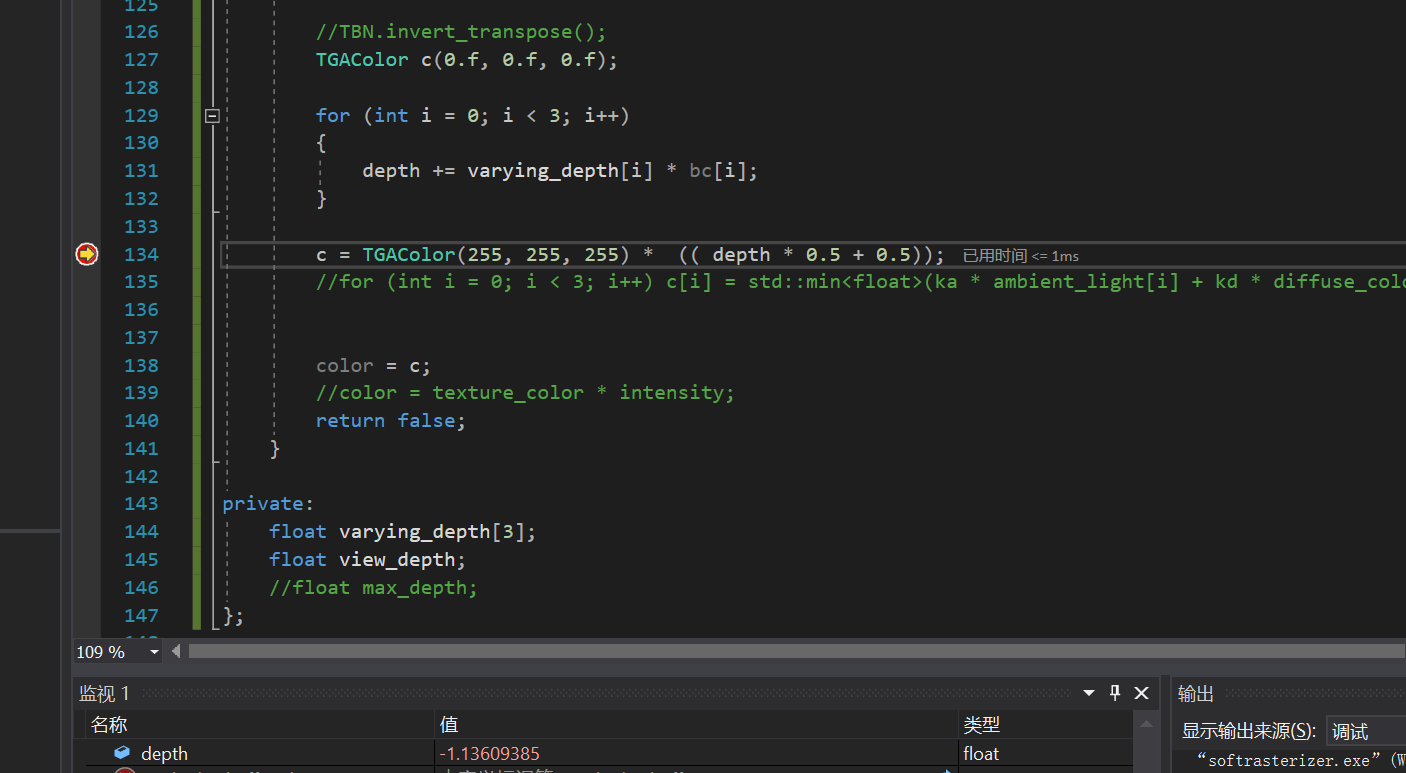 125
126 //TBN.invert_transpose();
127 TGAColor c(0.f, 0.f, 0.f);
128
129 for (int i = 0; i < 3; i++)
130 {
131 depth += varying_depth[i] * bc[i];
132 }
133
134 c = TGAColor(255, 255, 255) * (( depth * 0.5 + 0.5)); 已用时间 <= 1ms
135 //for (int i = 0; i < 3; i++) c[i] = std::min<float>(ka * ambient_light[i] + kd * diffuse_colo
136
137
138 color = c;
139 //color = texture_color * intensity;
140 return false;
141 }
142
143 private:
144 float varying_depth[3];
145 float view_depth;
146 //float max_depth;
147 };
109 %
监视 1
名称 值 类型
depth -1.13609385 float
输出
显示输出来源(S): 调试
“softrasterizer.exe” (W